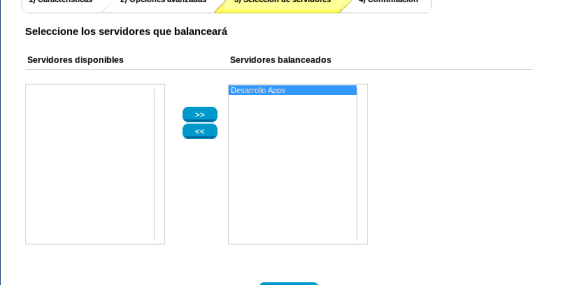 1) Características 2) Opciones avanzadas 3) Selección de servidores 4) Confirmación
Seleccione los servidores que balanceará
Servidores disponibles Servidores balanceados
Desarrollo Apps
>>
<<